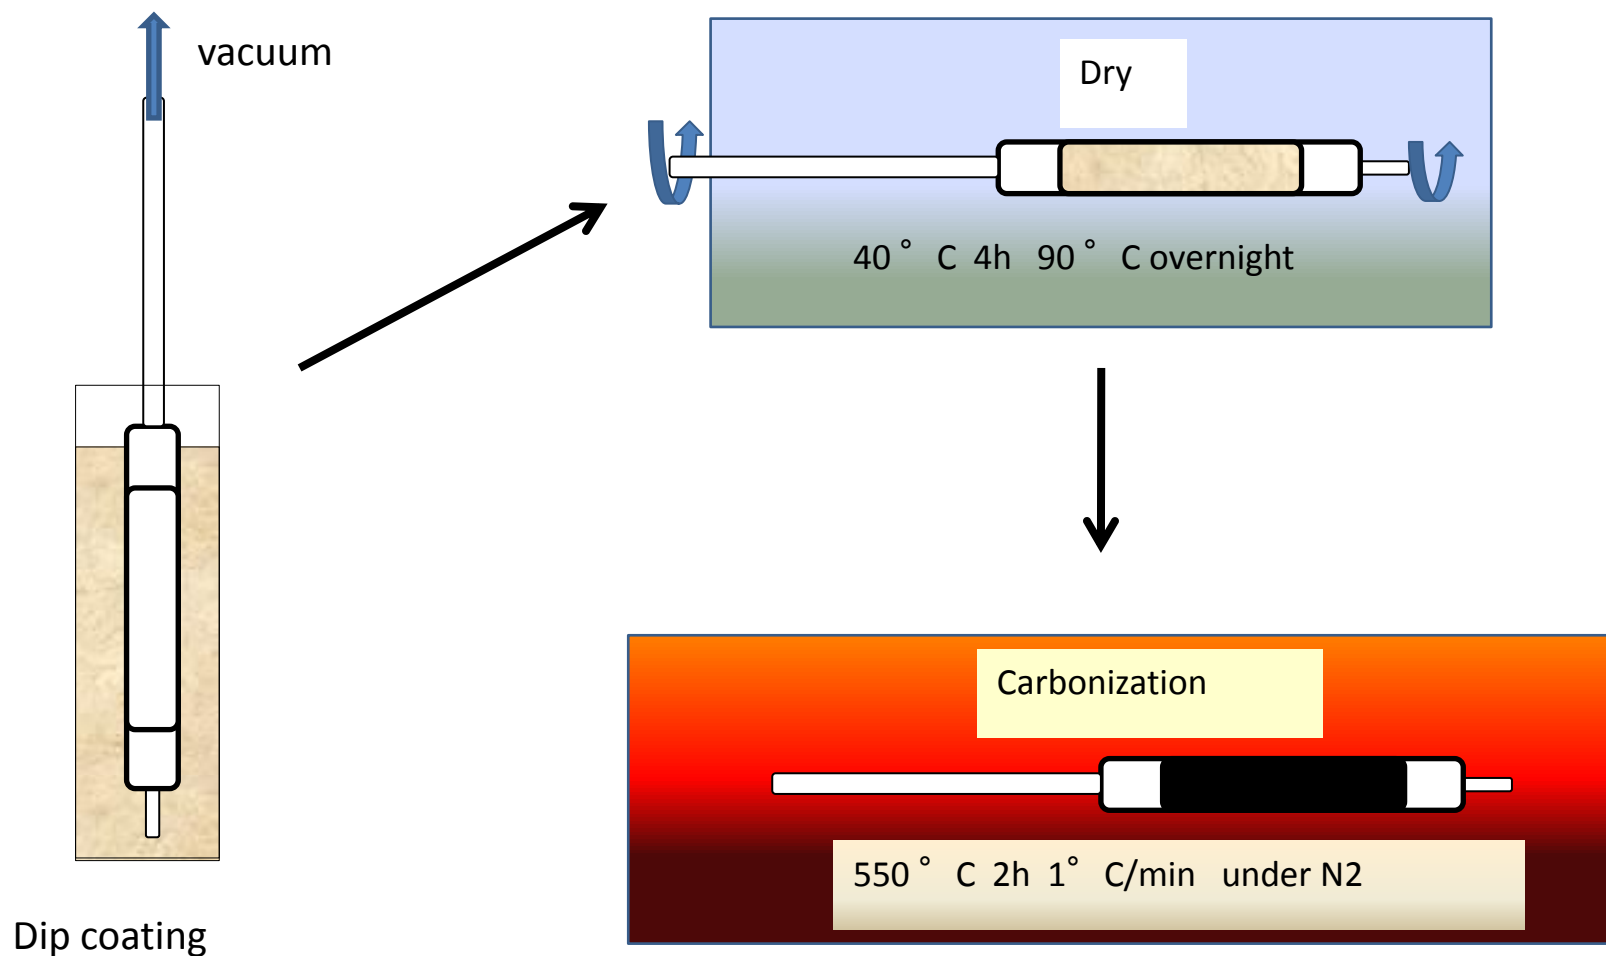 vacuum
Dip coating
Dry
40 ° C 4h 90 ° C overnight
Carbonization
550 ° C 2h 1° C/min under N2